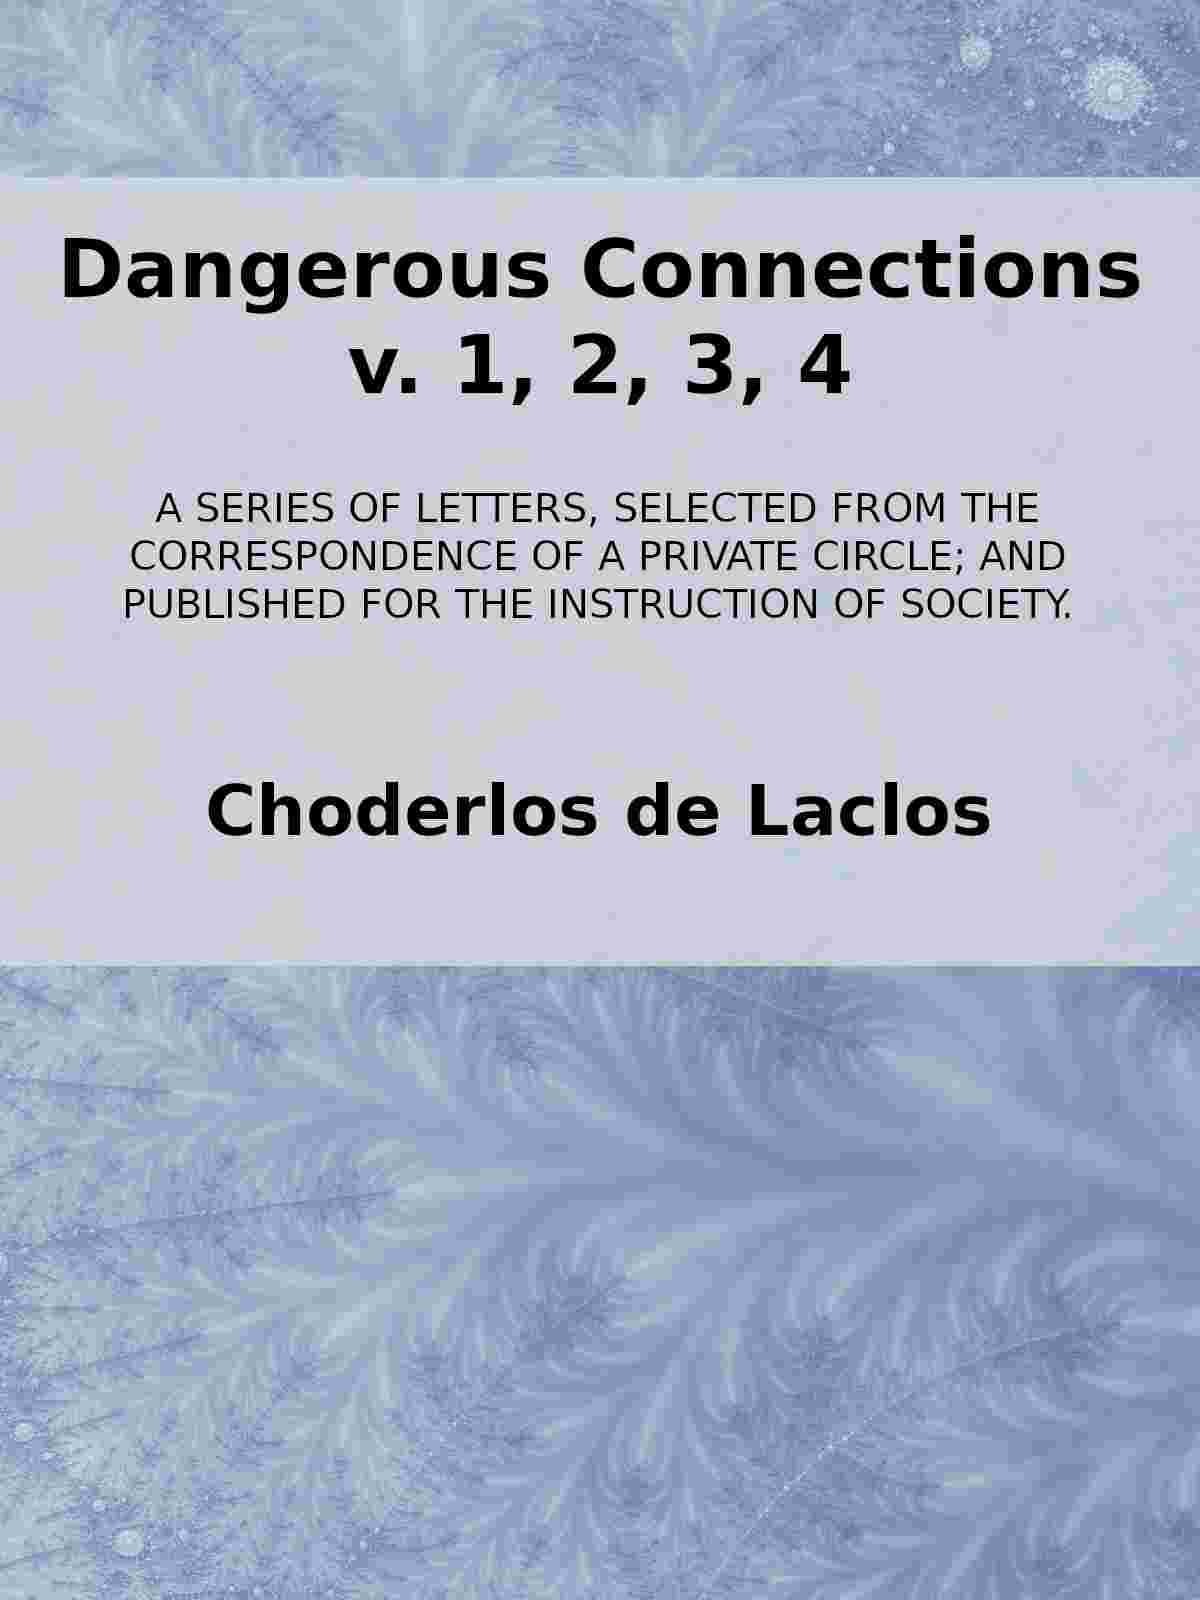 Dangerous Connections
v. 1, 2, 3, 4
A SERIES OF LETTERS, SELECTED FROM THE
CORRESPONDENCE OF A PRIVATE CIRCLE; AND
PUBLISHED FOR THE INSTRUCTION OF SOCIETY.
Choderlos de Laclos